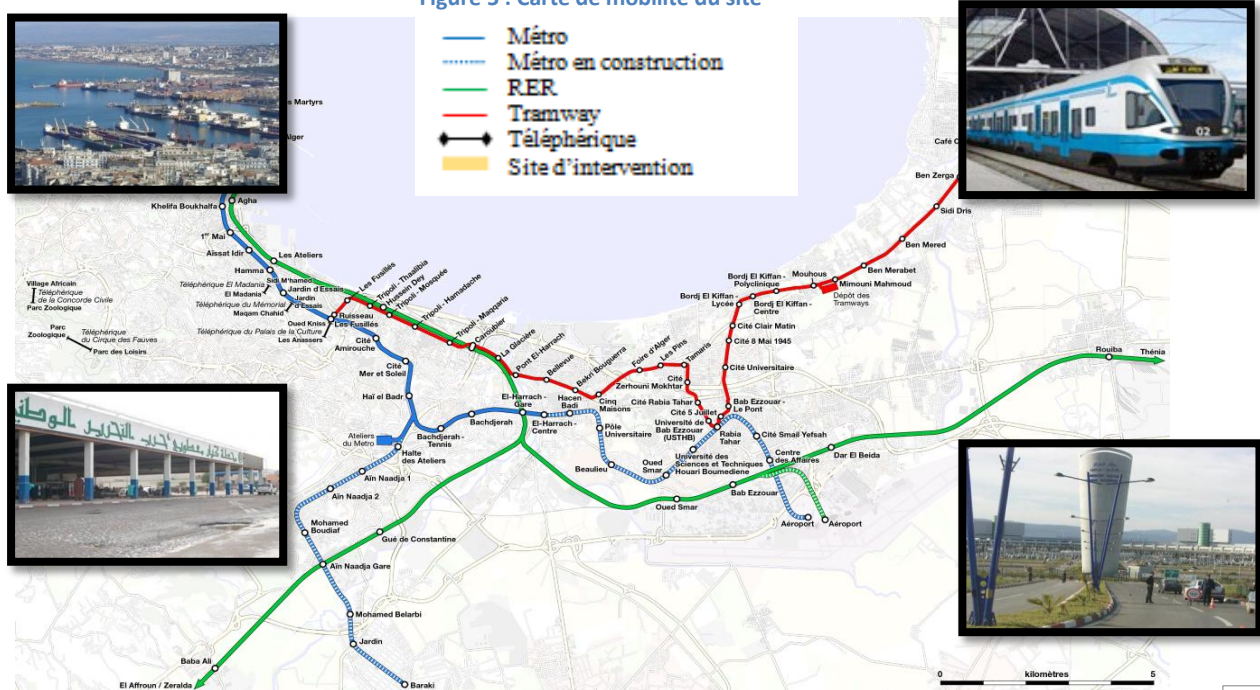 Figure 5 : Carte de mobilité du site
Métro
Métro en construction
RER
Tramway
Téléphérique
Site d'intervention
s Martyrs
Alger
02
Café C
Ben Zerga
Sidi Dris
Ben Mered
Ben Merabet
Mimouni Mahmoud
Mouhous
Dépôt des
Tramways
Bordj El Kiffan -
Polyclinique
Bordj El Kiffan -
Centre
Bordj El Kiffan -
Lycée
Cité Clair Matin
Cité 8 Mai 1945
Cité Universitaire
Bab Ezzouar -
Le Pont
Rabia
Tahar
Cité 5 Juillet
Université de
Bab Ezzouar
(USTHB)
Cité Rabia Tahar
Cité
Zerhouni Mokhtar
Tamaris
Les Pins
Foire d'Alger
Cinq
Maisons
Bekri Bouguerra
Bellevue
Pont El-Harrach
La Glacière
Caroubier
Tripoli - Maqqaria
Tripoli - Hamadache
Tripoli - Mosquée
Hussein Dey
Tripoli - Thaalibia
Les Fusillés
Ruisseau
Les Fusillés
Khelifa Boukhalfa
Agha
1er Mai
Aïssat Idir
Les Ateliers
Hamma
Sidi M'hamed
Jardin d'Essais
Jardin
d'Essais
Téléphérique El Madania
El Madania
Téléphérique du Mémorial
Maqam Chahid
Oued Kniss
Téléphérique du Palais de la Culture
Les Anassers
Village Africain
Téléphérique
de la Concorde Civile
Parc Zoologique
Parc
Zoologique
Téléphérique
du Cirque des Fauves
Parc des Loisirs
Cité
Amirouche
Cité
Mer et Soleil
Haï el Badr
Ateliers
du Metro
Halte
des Ateliers
Bachdjerah -
Tennis
Bachdjerah
El-Harrach -
Gare
El-Harrach -
Centre
Hacen
Badi
Pôle
Universitaire
Beaulieu
Oued
Smar
Université des
Sciences et Techniques
Houari Boumediene
Cité Smail Yefsah
Centre
des Affaires
Aéroport
Aéroport
Bab Ezzouar
Oued Smar
Dar El Beida
Rouiba
Thénia
Aïn Naadja 1
Aïn Naadja 2
Mohamed
Boudiaf
Gué de Constantine
Aïn Naadja Gare
Mohamed Belarbi
Jardin
Baraki
Baba Ali
El Affroun / Zeralda
0
kilomètres
5